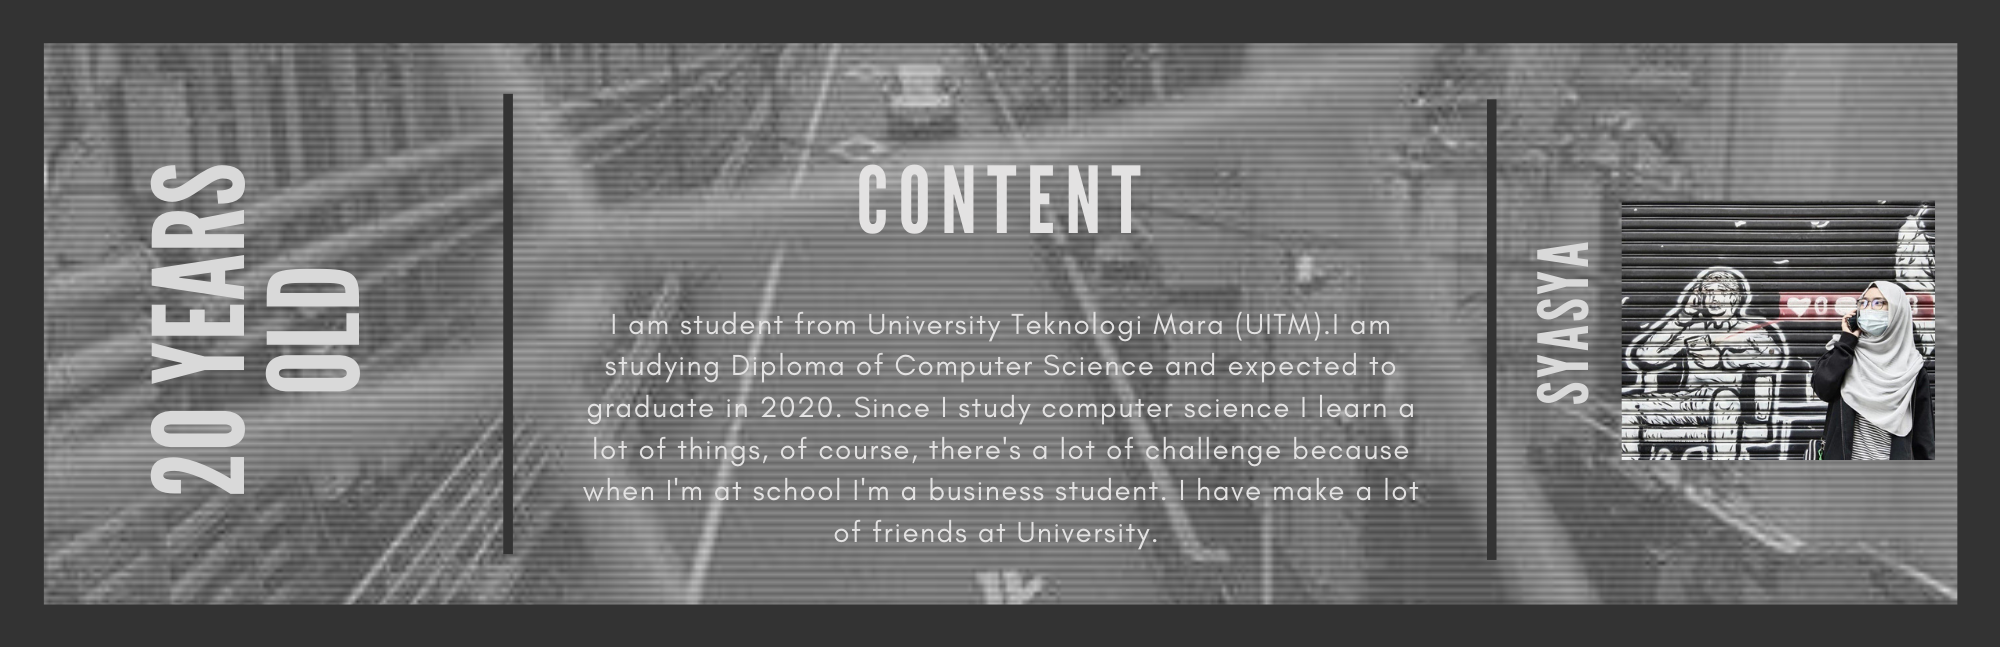 20 YEARS
OLD
CONTENT
I am student from University Teknologi Mara (UITM).I am
studying Diploma of Computer Science and expected to
graduate in 2020. Since I study computer science I learn a
lot of things, of course, there's a lot of challenge because
when I'm at school I'm a business student. I have make a lot
of friends at University.
SYASYA